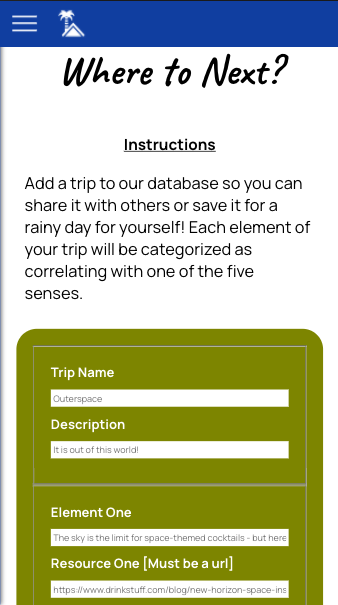 Where to Next?
Instructions
Add a trip to our database so you can
share it with others or save it for a
rainy day for yourself! Each element of
your trip will be categorized as
correlating with one of the five
senses.
Trip Name
Outerspace
Description
It is out of this world!
Element One
The sky is the limit for space-themed cocktails - but here
Resource One [Must be a url]
https://www.drinkstuff.com/blog/new-horizon-space-ins